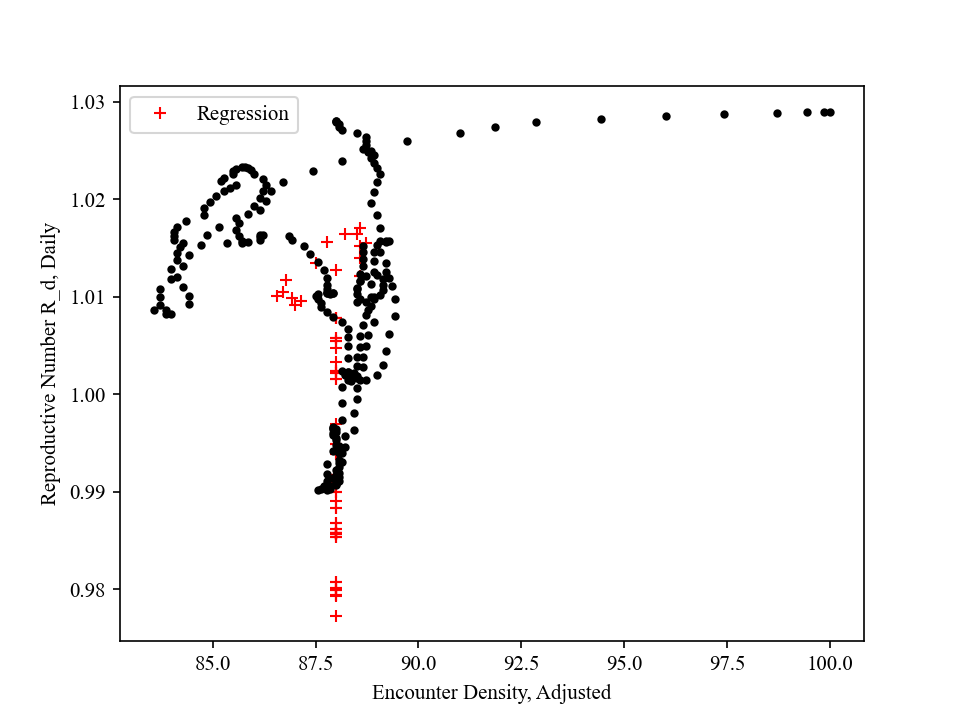 Regression
1.03
1.02
1.01
1.00
0.99
0.98
Reproductive Number R_d, Daily
85.0 87.5 90.0 92.5 95.0 97.5 100.0
Encounter Density, Adjusted